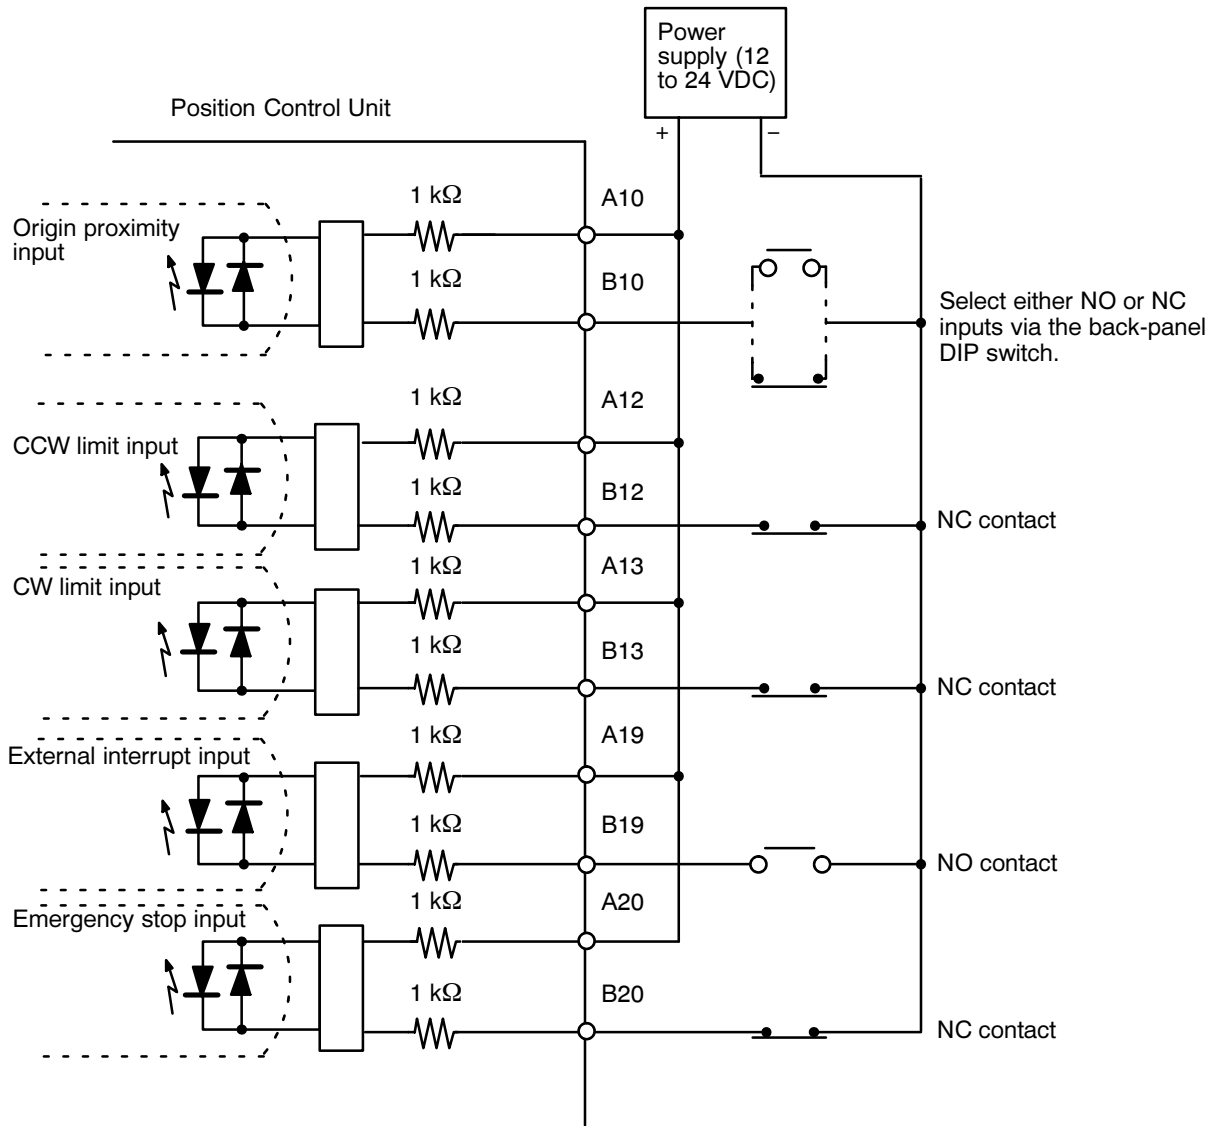 Power
supply (12
to 24 VDC)
Position Control Unit
+
–
1 kΩ
A10
Origin proximity
input
1 kΩ
B10
Select either NO or NC
inputs via the back-panel
DIP switch.
1 kΩ
A12
CCW limit input
1 kΩ
B12
NC contact
1 kΩ
A13
CW limit input
1 kΩ
B13
NC contact
1 kΩ
A19
External interrupt input
1 kΩ
B19
NO contact
1 kΩ
A20
Emergency stop input
1 kΩ
B20
NC contact